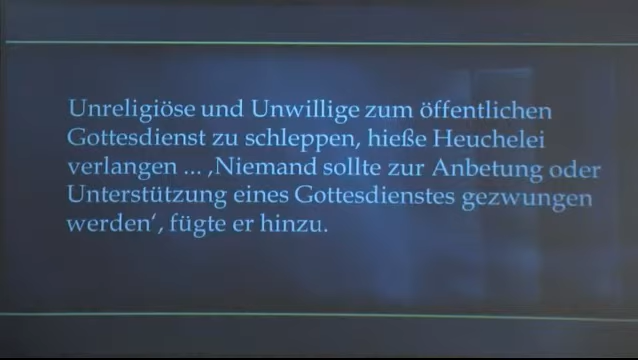 Unreligiöse und Unwillige zum öffentlichen
Gottesdienst zu schleppen, hieße Heuchelei
verlangen ... ‚Niemand sollte zur Anbetung oder
Unterstützung eines Gottesdienstes gezwungen
werden‘, fügte er hinzu.